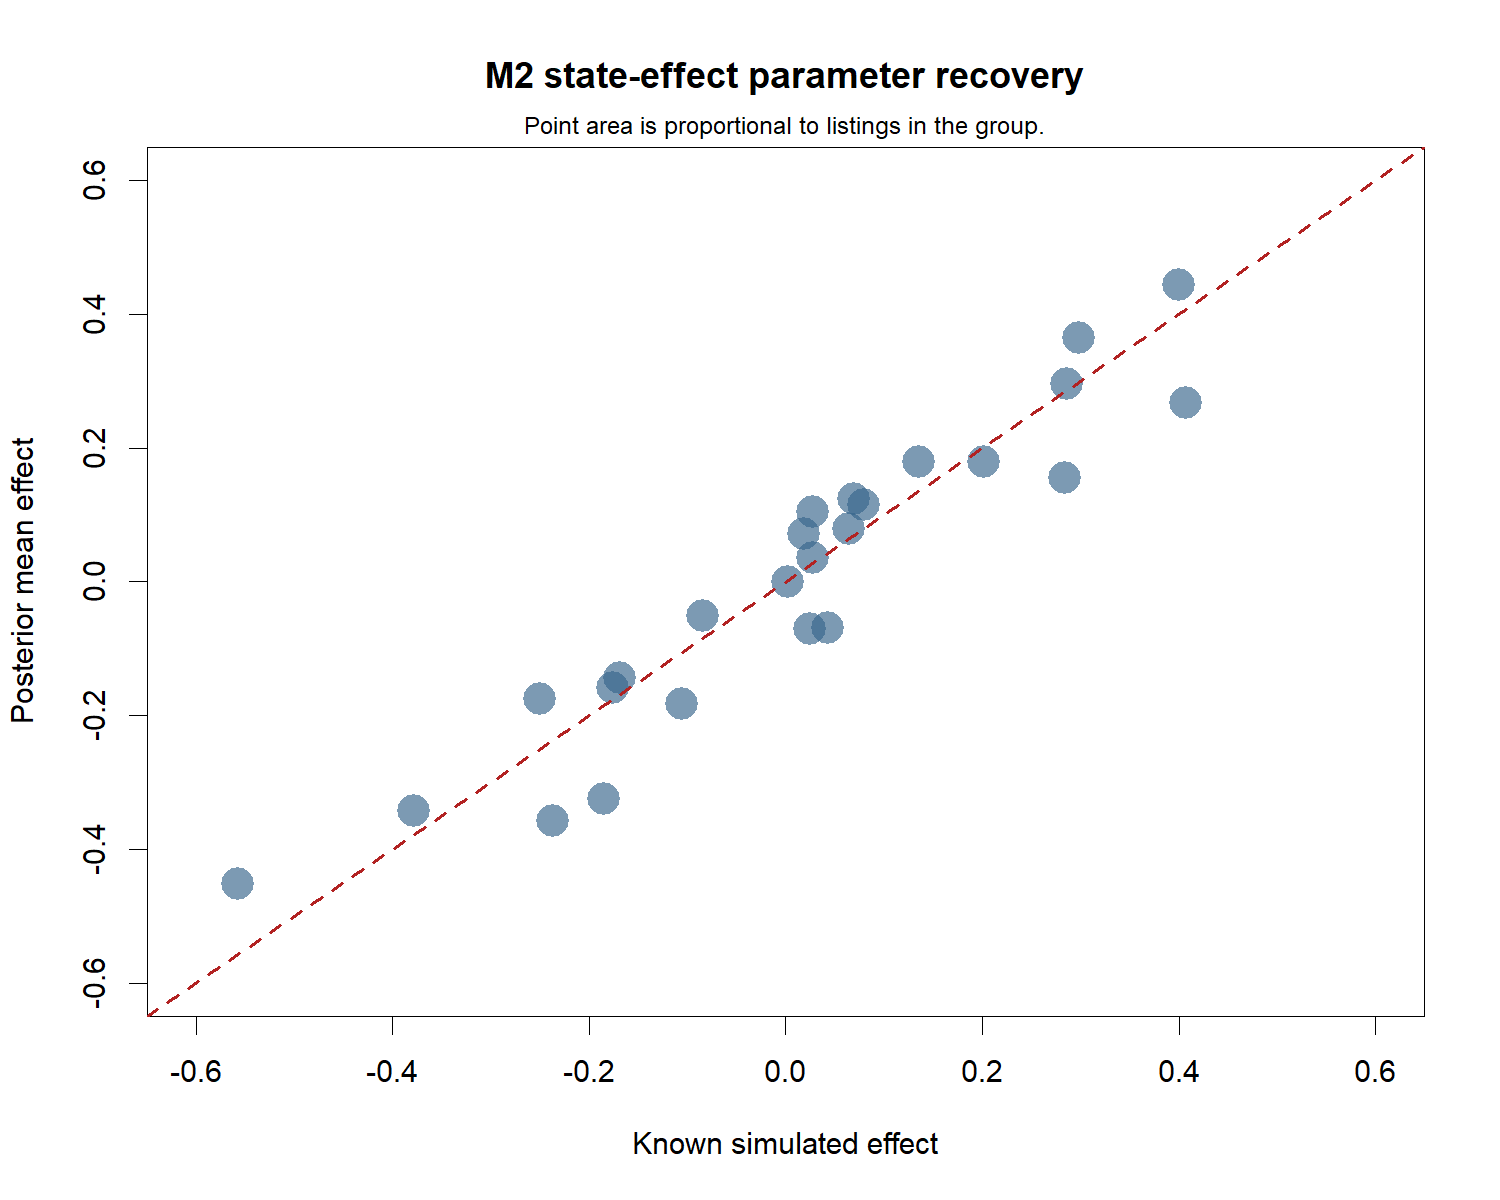 M2 state-effect parameter recovery
Point area is proportional to listings in the group.
Posterior mean effect
0.6
0.4
0.2
0.0
-0.2
-0.4
-0.6
-0.6 -0.4 -0.2 0.0 0.2 0.4 0.6
Known simulated effect